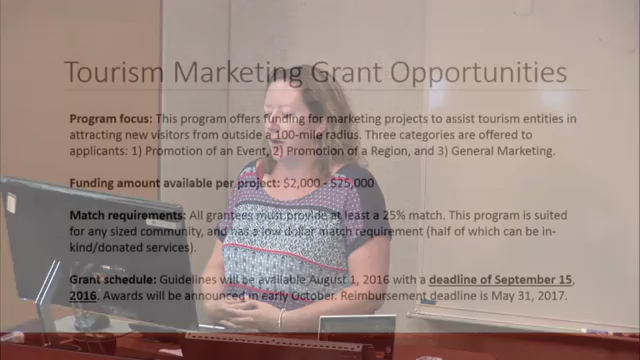 Tourism Marketing Grant Opportunities
Program focus: This program offers funding for marketing projects to assist tourism entities in
attracting new visitors from outside a 100-mile radius. Three categories are offered to
applicants: 1) Promotion of an Event, 2) Promotion of a Region, and 3) General Marketing.
Funding amount available per project: $2,000 - $75,000
Match requirements: All grantees must provide at least a 25% match. This program is suited
for any sized community, and has a low dollar match requirement (half of which can be in-
kind/donated services).
Grant schedule: Guidelines will be available August 1, 2016 with a deadline of September 15,
2016. Awards will be announced in early October. Reimbursement deadline is May 31, 2017.